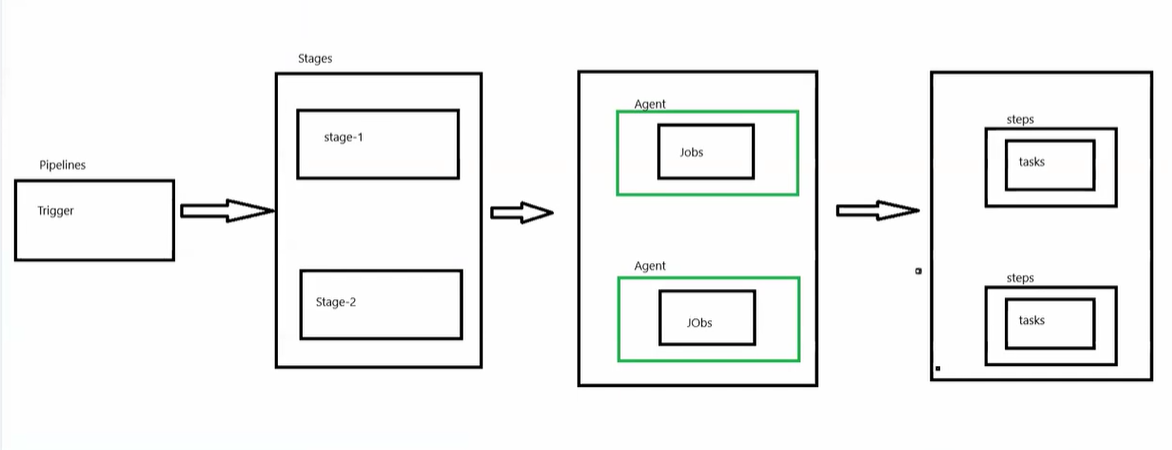 Pipelines
Trigger
Stages
stage-1
Stage-2
Agent
Jobs
Agent
JObs
steps
tasks
steps
tasks